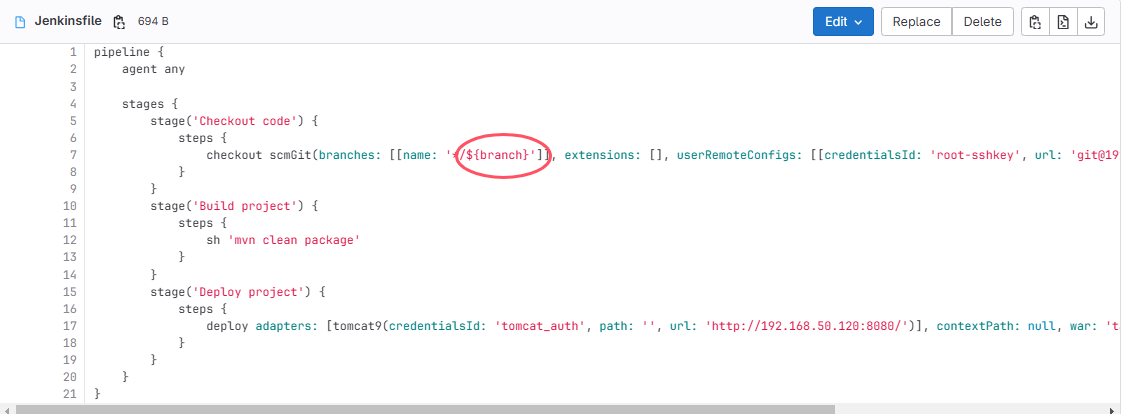 Jenkinsfile 694 B Edit Replace Delete
1 pipeline {
2 agent any
3
4 stages {
5 stage('Checkout code') {
6 steps {
7 checkout scmGit(branches: [[name: '*/${branch}']], extensions: [], userRemoteConfigs: [[credentialsId: 'root-sshkey', url: 'git@19
8 }
9 }
10 stage('Build project') {
11 steps {
12 sh 'mvn clean package'
13 }
14 }
15 stage('Deploy project') {
16 steps {
17 deploy adapters: [tomcat9(credentialsId: 'tomcat_auth', path: '', url: 'http://192.168.50.120:8080/')], contextPath: null, war: 't
18 }
19 }
20 }
21 }